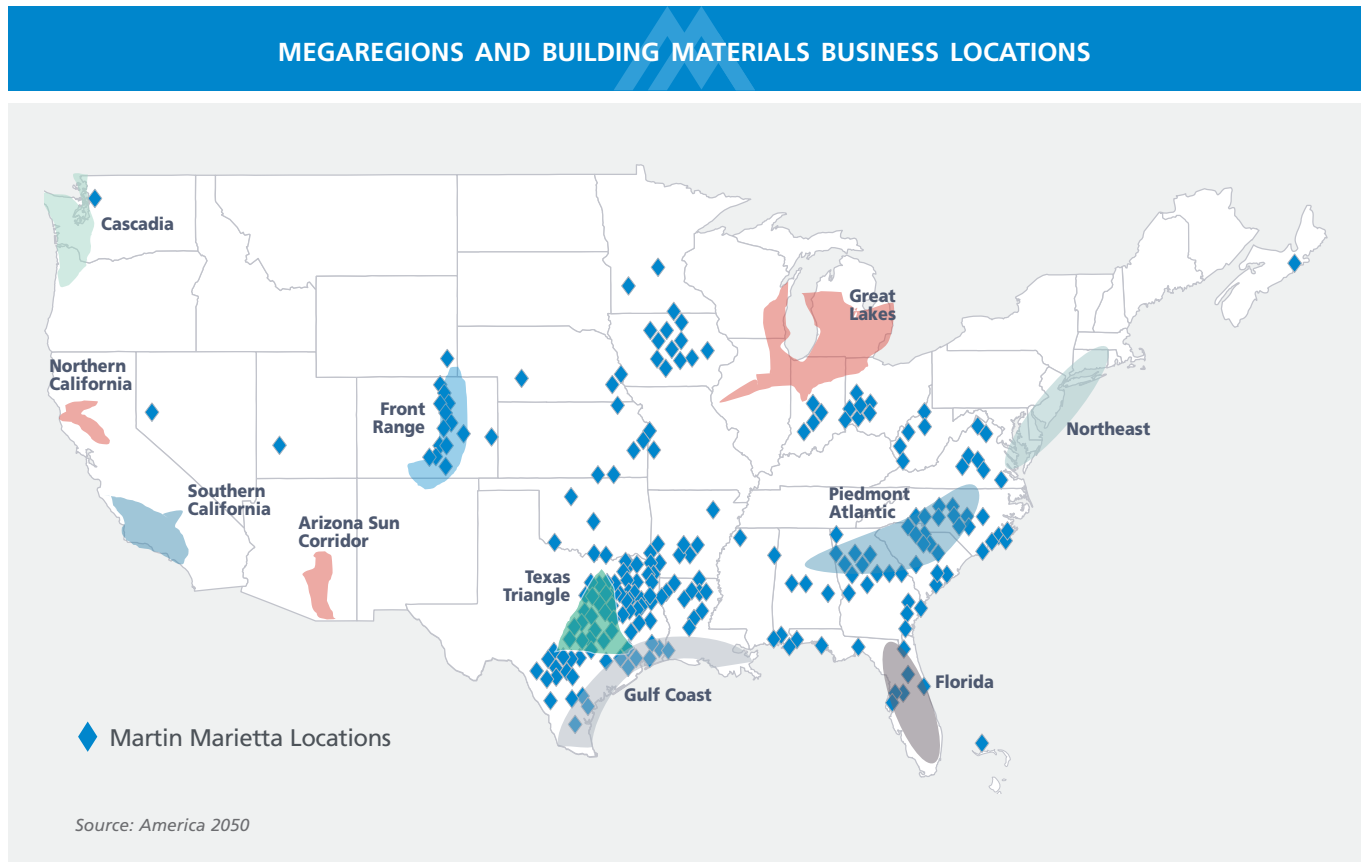 MEGAREGIONS AND BUILDING MATERIALS BUSINESS LOCATIONS
Cascadia
Great
Lakes
Northern
California
Front
Range
Northeast
Southern
California
Piedmont
Atlantic
Arizona Sun
Corridor
Texas
Triangle
Florida
Gulf Coast
Martin Marietta Locations
Source: America 2050